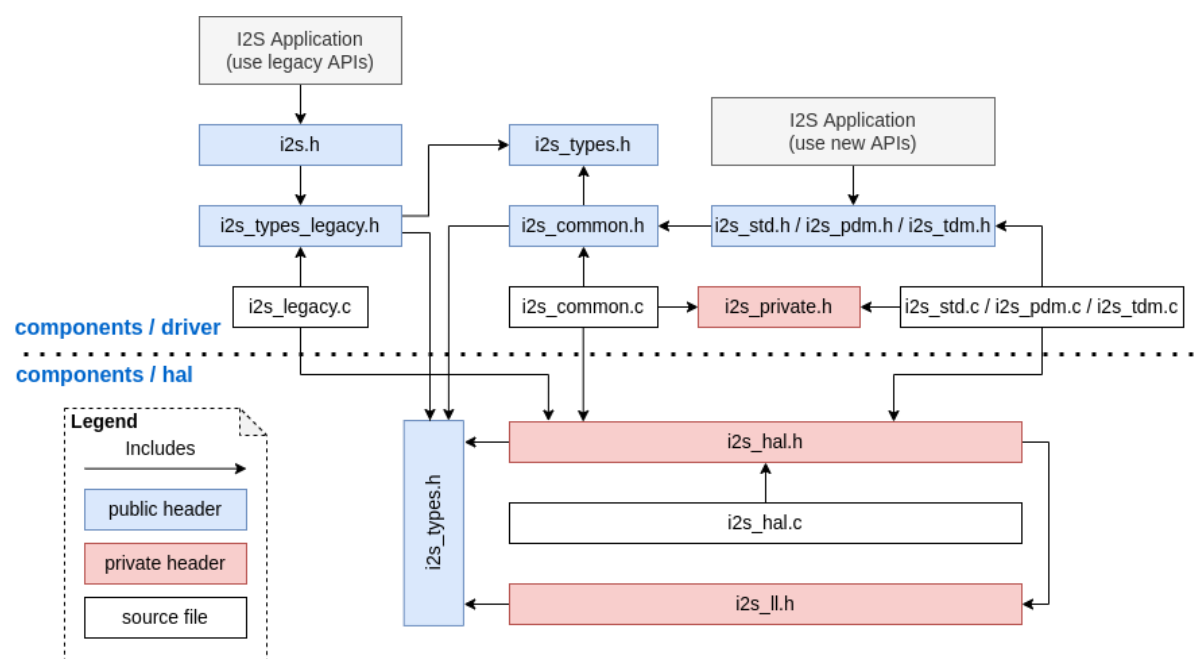 I2S Application
(use legacy APIs)
I2S Application
(use new APIs)
i2s.h
i2s_types.h
i2s_types_legacy.h
i2s_common.h
i2s_std.h / i2s_pdm.h / i2s_tdm.h
i2s_legacy.c
i2s_common.c
i2s_private.h
i2s_std.c / i2s_pdm.c / i2s_tdm.c
components / driver
components / hal
Legend
Includes
public header
private header
source file
i2s_types.h
i2s_hal.h
i2s_hal.c
i2s_ll.h